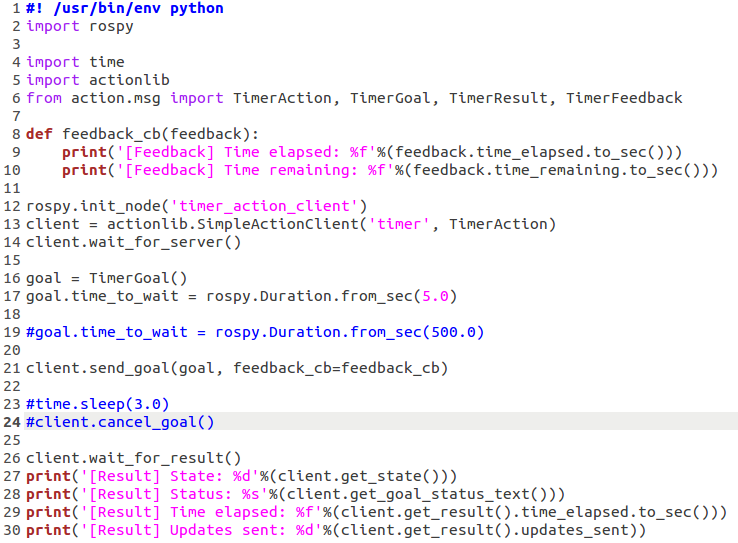 1 #! /usr/bin/env python
2 import rospy
3
4 import time
5 import actionlib
6 from action.msg import TimerAction, TimerGoal, TimerResult, TimerFeedback
7
8 def feedback_cb(feedback):
9     print('[Feedback] Time elapsed: %f'%(feedback.time_elapsed.to_sec()))
10     print('[Feedback] Time remaining: %f'%(feedback.time_remaining.to_sec()))
11
12 rospy.init_node('timer_action_client')
13 client = actionlib.SimpleActionClient('timer', TimerAction)
14 client.wait_for_server()
15
16 goal = TimerGoal()
17 goal.time_to_wait = rospy.Duration.from_sec(5.0)
18
19 #goal.time_to_wait = rospy.Duration.from_sec(500.0)
20
21 client.send_goal(goal, feedback_cb=feedback_cb)
22
23 #time.sleep(3.0)
24 #client.cancel_goal()
25
26 client.wait_for_result()
27 print('[Result] State: %d'%(client.get_state()))
28 print('[Result] Status: %s'%(client.get_goal_status_text()))
29 print('[Result] Time elapsed: %f'%(client.get_result().time_elapsed.to_sec()))
30 print('[Result] Updates sent: %d'%(client.get_result().updates_sent))